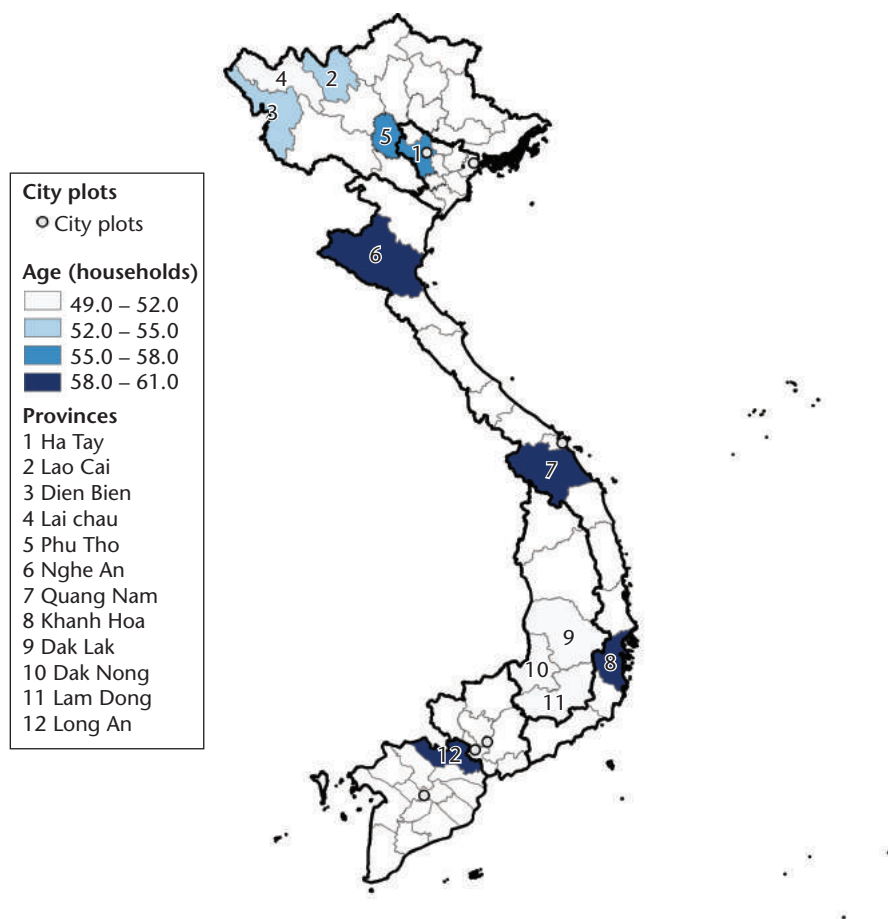 City plots
City plots
Age (households)
49.0 – 52.0
52.0 – 55.0
55.0 – 58.0
58.0 – 61.0
Provinces
1 Ha Tay
2 Lao Cai
3 Dien Bien
4 Lai chau
5 Phu Tho
6 Nghe An
7 Quang Nam
8 Khanh Hoa
9 Dak Lak
10 Dak Nong
11 Lam Dong
12 Long An
4
2
3
5
1
6
7
9
8
10
11
12